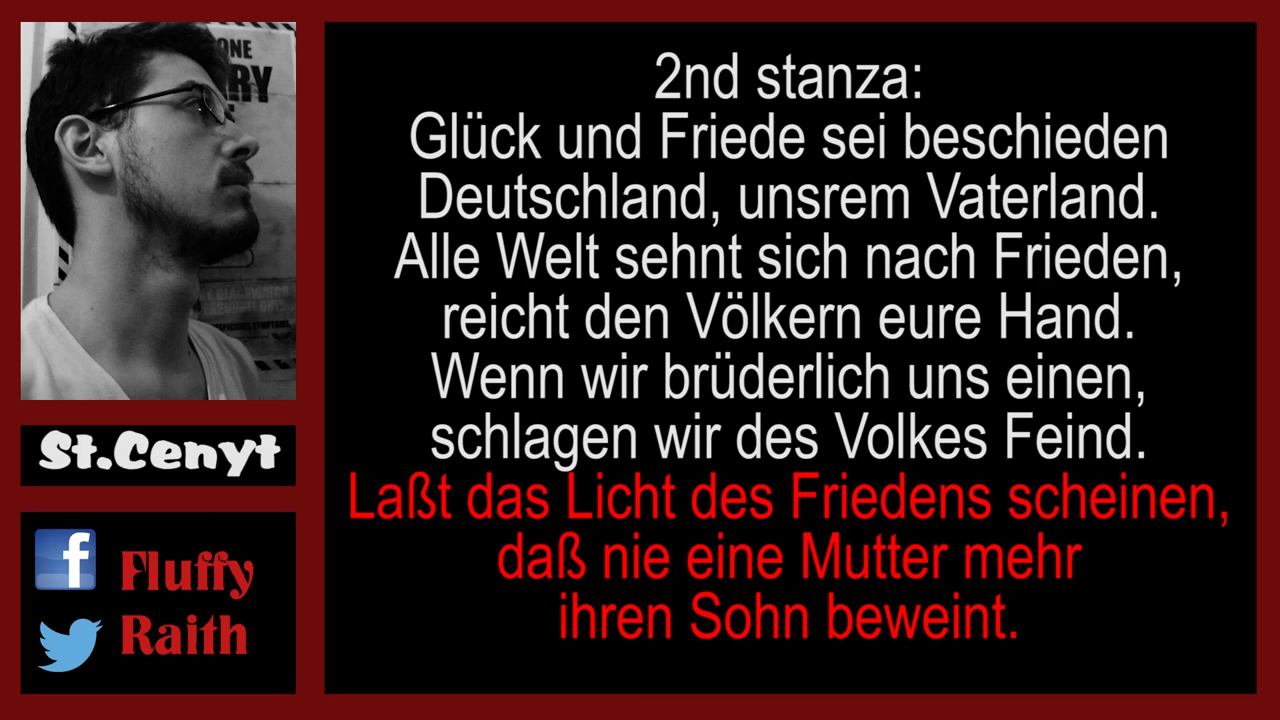 ONE
RY
2nd stanza:
Glück und Friede sei beschieden
Deutschland, unsrem Vaterland.
Alle Welt sehnt sich nach Frieden,
reicht den Völkern eure Hand.
Wenn wir brüderlich uns einen,
schlagen wir des Volkes Feind.
Laßt das Licht des Friedens scheinen,
daß nie eine Mutter mehr
ihren Sohn beweint.
St.Cenyt
f
Fluffy
Raith